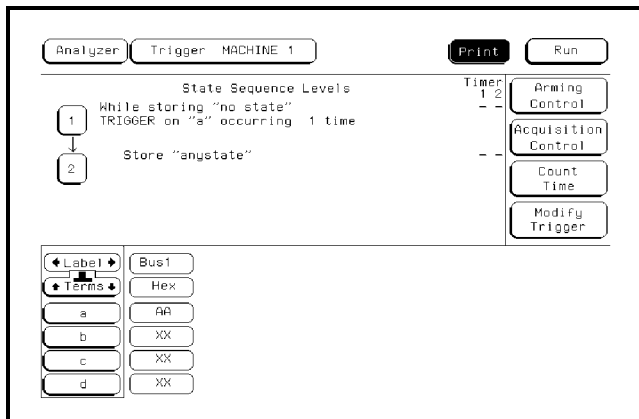 Analyzer Trigger MACHINE 1 Print Run
State Sequence Levels
Timer
1 2
While storing "no state"
1 TRIGGER on "a" occurring 1 time
- -
2 Store "anystate"
- -
Arming
Control
Acquisition
Control
Count
Time
Modify
Trigger
Label Bus1
Terms Hex
a AA
b XX
c XX
d XX